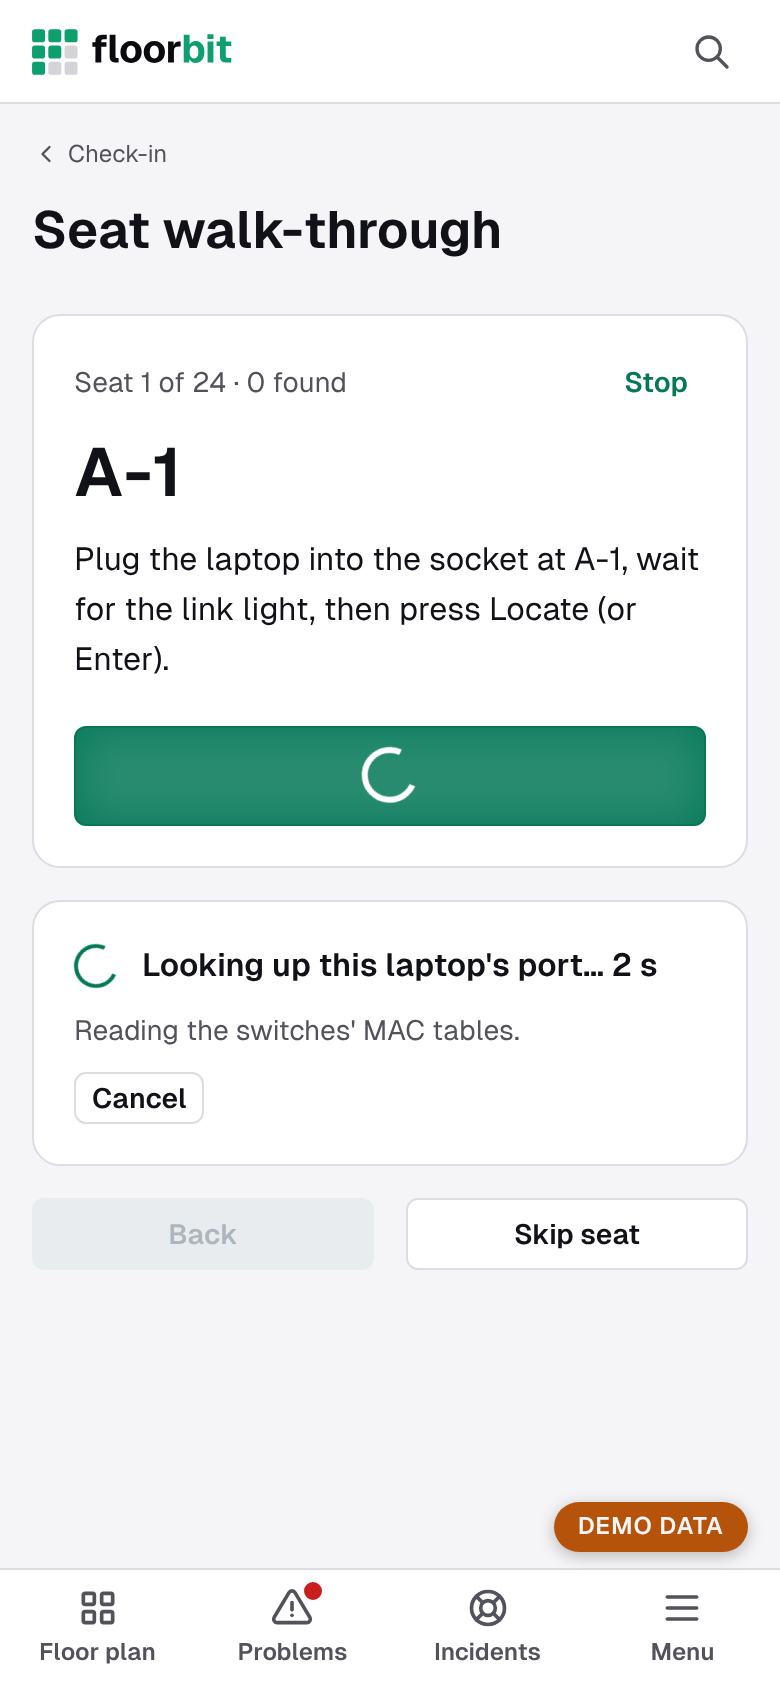 floorbit
Check-in
Seat walk-through
Seat 1 of 24 · 0 found
Stop
A-1
Plug the laptop into the socket at A-1, wait
for the link light, then press Locate (or
Enter).
Looking up this laptop's port... 2 s
Reading the switches' MAC tables.
Cancel
Back
Skip seat
DEMO DATA
Floor plan
Problems
Incidents
Menu